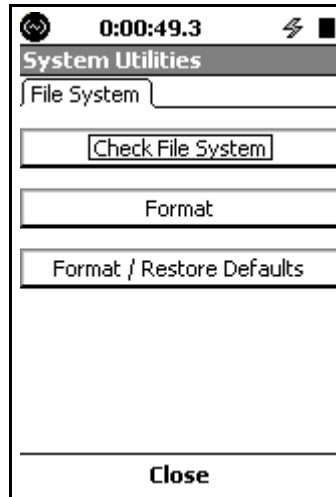 0:00:49.3
System Utilities
File System
Check File System
Format
Format / Restore Defaults
Close